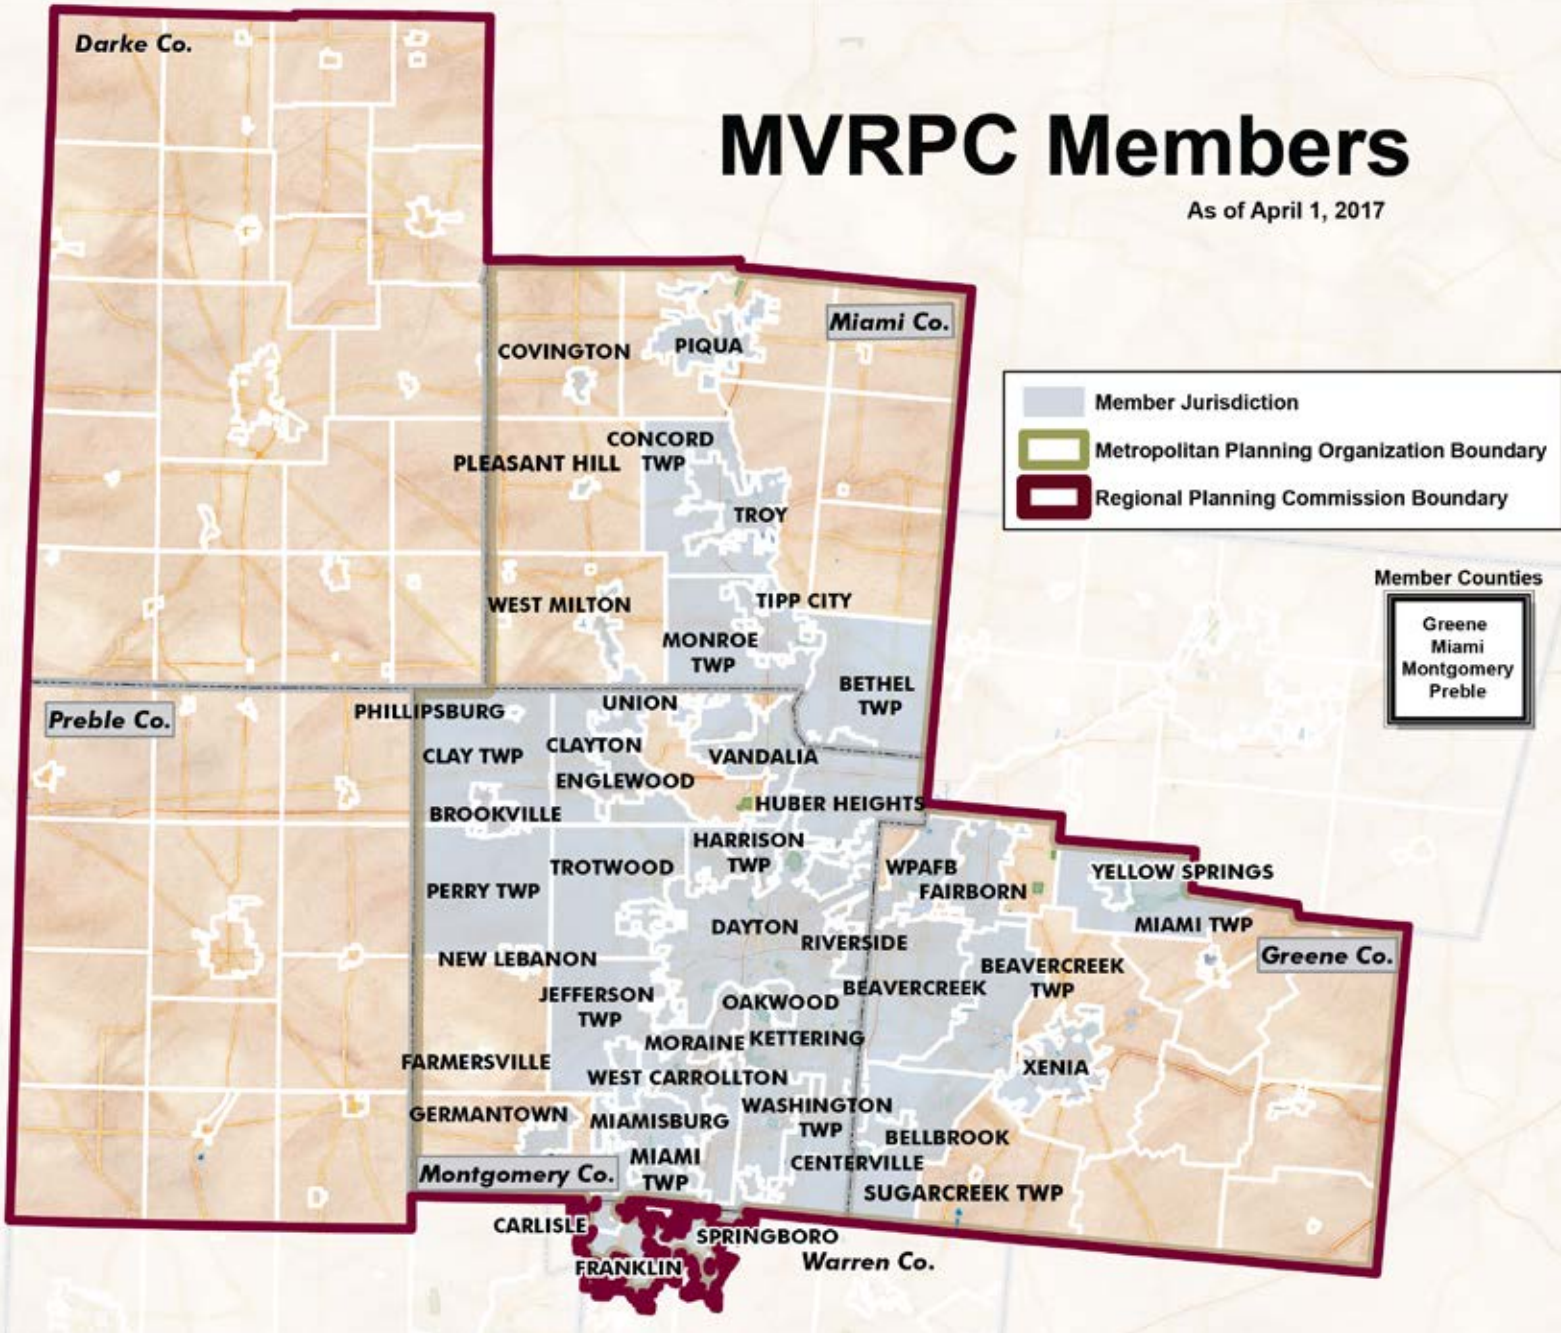 Darke Co.
MVRPC Members
As of April 1, 2017
Miami Co.
COVINGTON
PIQUA
Member Jurisdiction
Metropolitan Planning Organization Boundary
Regional Planning Commission Boundary
CONCORD
TWP
PLEASANT HILL
TROY
Member Counties
Greene
Miami
Montgomery
Preble
WEST MILTON
TIPP CITY
MONROE
TWP
BETHEL
TWP
Preble Co.
PHILLIPSBURG
UNION
CLAY TWP
CLAYTON
VANDALIA
ENGLEWOOD
BROOKVILLE
HUBER HEIGHTS
HARRISON
TWP
TROTWOOD
WPAFB
YELLOW SPRINGS
PERRY TWP
FAIRBORN
DAYTON
MIAMI TWP
RIVERSIDE
NEW LEBANON
Greene Co.
BEAVERCREEK
TWP
JEFFERSON
TWP
OAKWOOD
BEAVERCREEK
MORAINE
KETTERING
FARMERSVILLE
XENIA
WEST CARROLLTON
GERMANTOWN
MIAMISBURG
WASHINGTON
TWP
BELLBROOK
MIAMI
TWP
CENTERVILLE
Montgomery Co.
SUGARCREEK TWP
CARLISLE
SPRINGBORO
FRANKLIN
Warren Co.